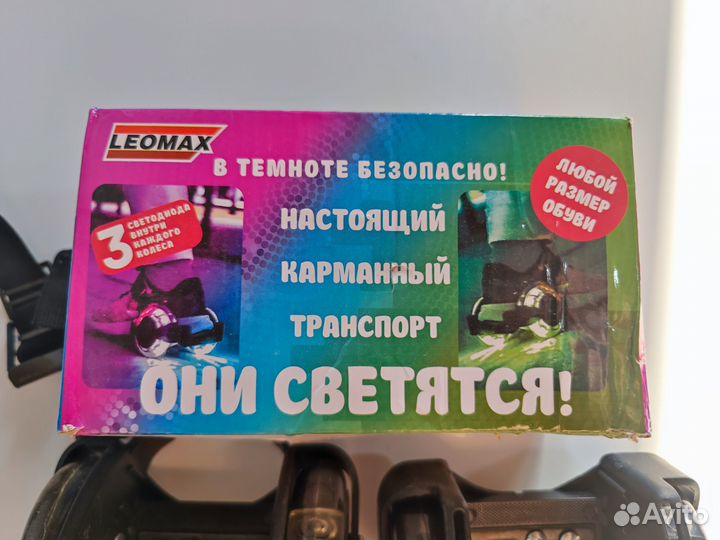 LEOMAX
В ТЕМНОТЕ БЕЗОПАСНО!
ЛЮБОЙ
РАЗМЕР
ОБУВИ
3 СВЕТОДИОДА
ВНУТРИ
КАЖДОГО
КОЛЕСА
НАСТОЯЩИЙ
КАРМАННЫЙ
ТРАНСПОРТ
ОНИ СВЕТЯТСЯ!
Avito